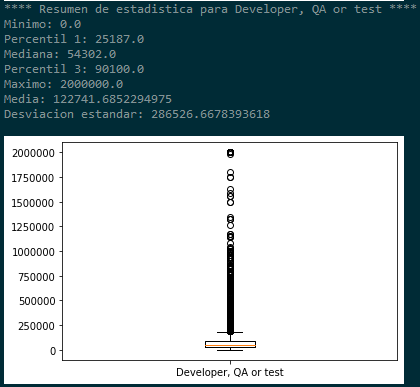 **** Resumen de estadistica para Developer, QA or test ****
Minimo: 0.0
Percentil 1: 25187.0
Mediana: 54302.0
Percentil 3: 90100.0
Maximo: 2000000.0
Media: 122741.6852294975
Desviacion estandar: 286526.6678393618
2000000
1750000
1500000
1250000
1000000
750000
500000
250000
0
Developer, QA or test